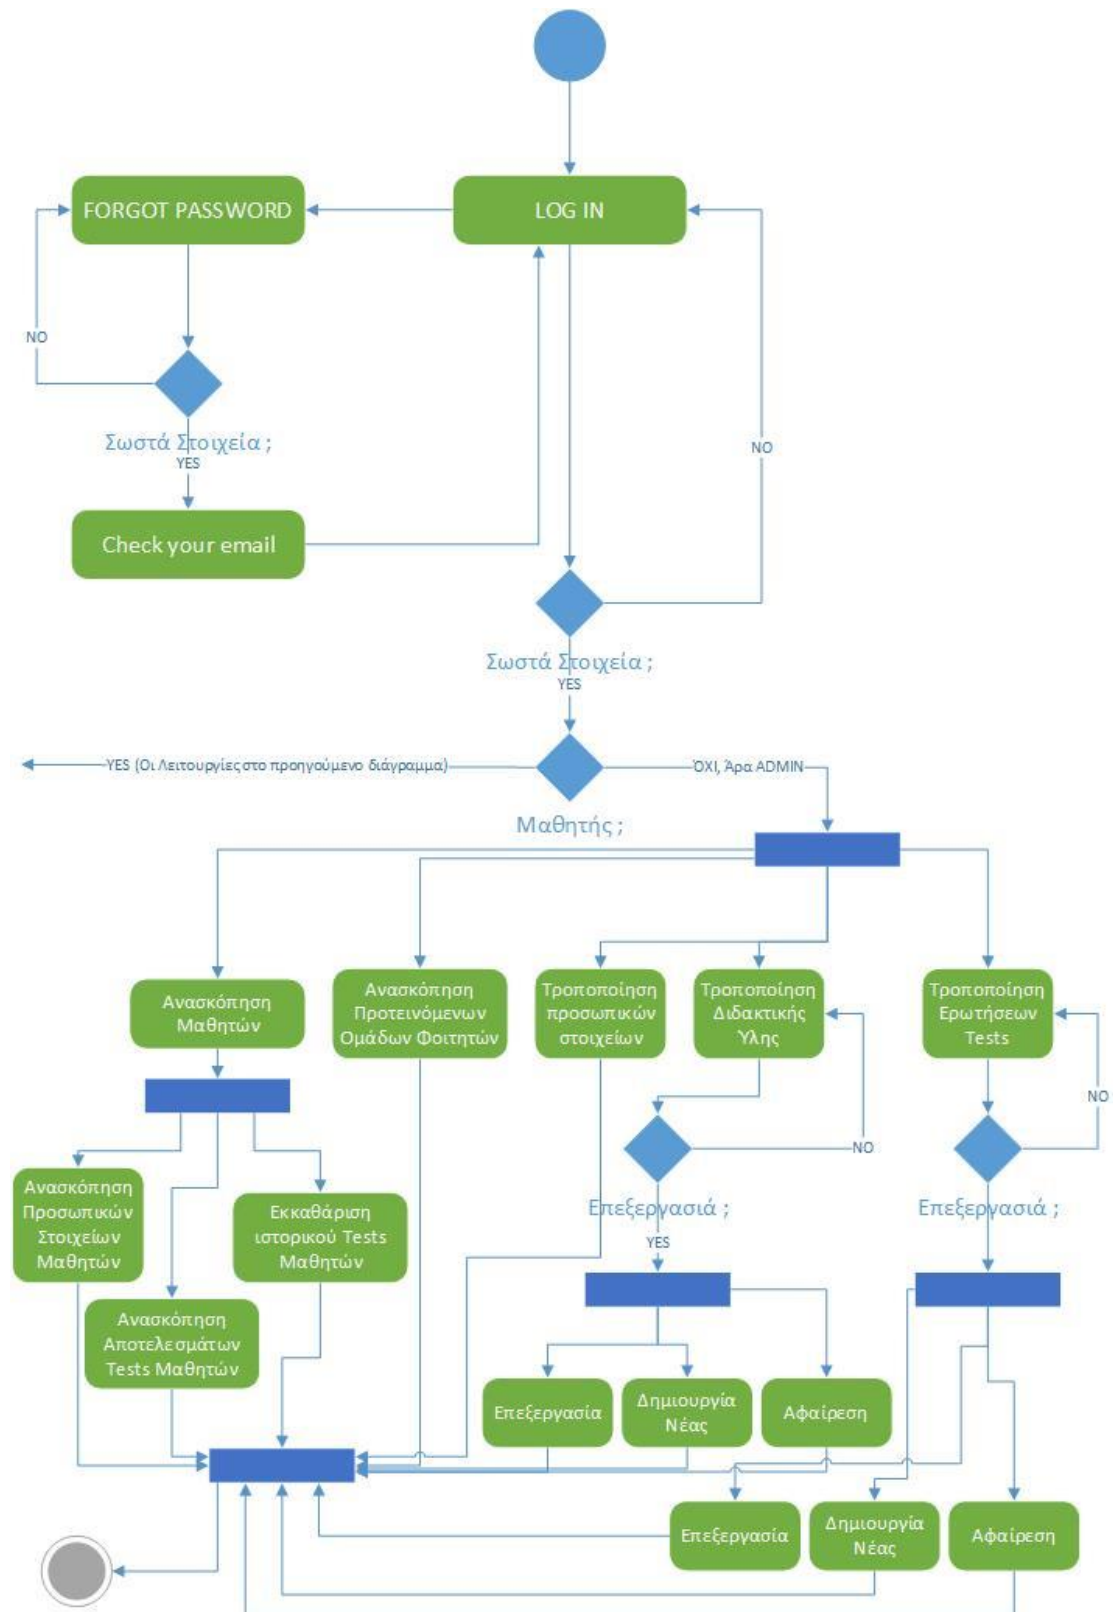 FORGOT PASSWORD
LOG IN
NO
Σωστά Στοιχεία ;
YES
NO
Check your email
Σωστά Στοιχεία ;
YES
YES (Οι Λειτουργίες στο προηγούμενο διάγραμμα)
ΌΧΙ, Άρα ADMIN
Μαθητής ;
Ανασκόπηση
Μαθητών
Ανασκόπηση
Προτεινόμενων
Ομάδων Φοιτητών
Τροποποίηση
προσωπικών
στοιχείων
Τροποποίηση
Διδακτικής
Ύλης
Τροποποίηση
Ερωτήσεων
Tests
NO
NO
Ανασκόπηση
Προσωπικών
Στοιχείων
Μαθητών
Εκκαθάριση
ιστορικού Tests
Μαθητών
Επεξεργασιά ;
YES
Επεξεργασιά ;
Ανασκόπηση
Αποτελεσμάτων
Tests Μαθητών
Επεξεργασία
Δημιουργία
Νέας
Αφαίρεση
Επεξεργασία
Δημιουργία
Νέας
Αφαίρεση